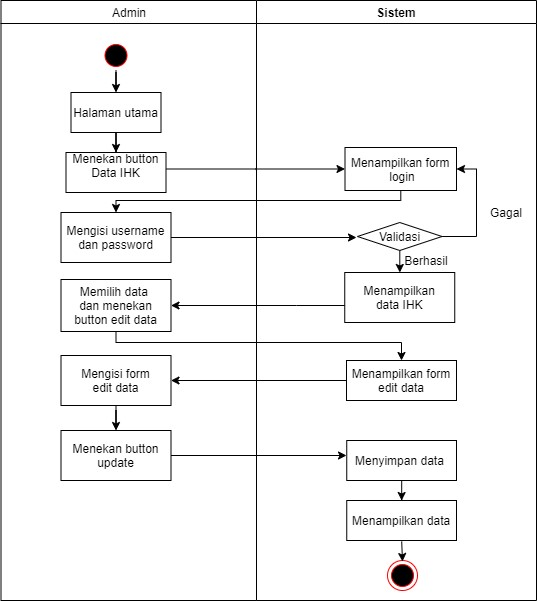 Admin
Sistem
Halaman utama
Menekan button
Data IHK
Menampilkan form
login
Mengisi username
dan password
Validasi
Gagal
Berhasil
Menampilkan
data IHK
Memilih data
dan menekan
button edit data
Menampilkan form
edit data
Mengisi form
edit data
Menekan button
update
Menyimpan data
Menampilkan data